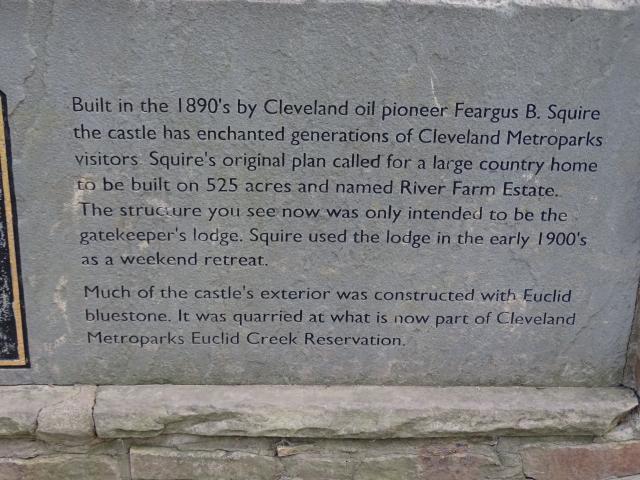 Built in the 1890's by Cleveland oil pioneer Feargus B. Squire
the castle has enchanted generations of Cleveland Metroparks
visitors. Squire's original plan called for a large country home
to be built on 525 acres and named River Farm Estate.
The structure you see now was only intended to be the
gatekeeper's lodge. Squire used the lodge in the early 1900's
as a weekend retreat.
Much of the castle's exterior was constructed with Euclid
bluestone. It was quarried at what is now part of Cleveland
Metroparks Euclid Creek Reservation.